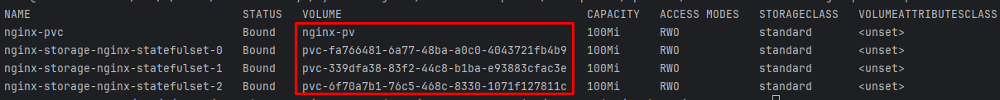 NAME STATUS VOLUME CAPACITY ACCESS MODES STORAGECLASS VOLUMEATTRIBUTESCLASS
nginx-pvc Bound nginx-pv 100Mi RWO standard <unset>
nginx-storage-nginx-statefulset-0 Bound pvc-fa766481-6a77-48ba-a0c0-4043721fb4b9 100Mi RWO standard <unset>
nginx-storage-nginx-statefulset-1 Bound pvc-339dfa38-83f2-44c8-b1ba-e93883cfac3e 100Mi RWO standard <unset>
nginx-storage-nginx-statefulset-2 Bound pvc-6f70a7b1-76c5-468c-8330-1071f127811c 100Mi RWO standard <unset>